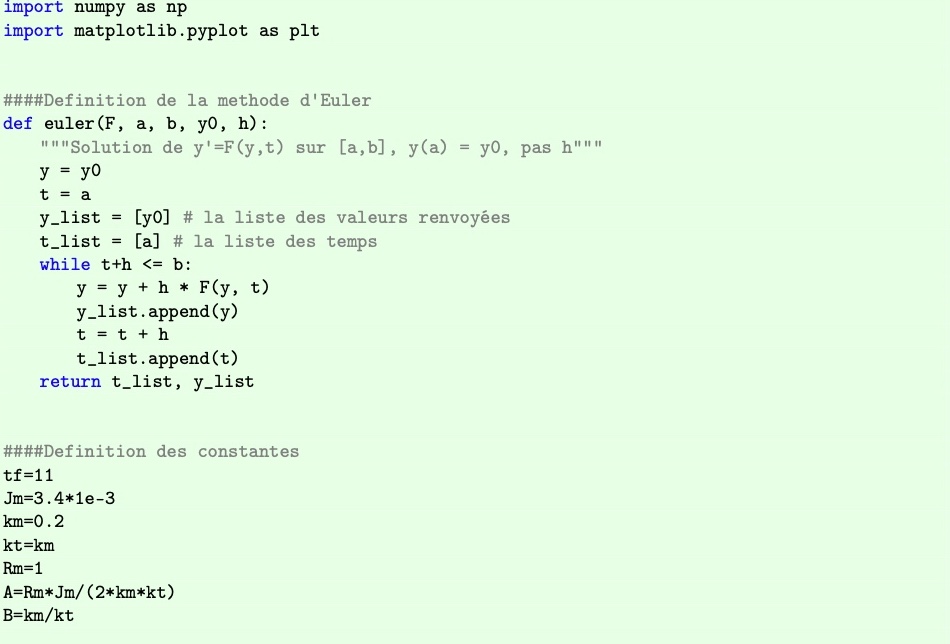 import numpy as np
import matplotlib.pyplot as plt
####Definition de la methode d'Euler
def euler(F, a, b, y0, h):
"""Solution de y'=F(y,t) sur [a,b], y(a) = y0, pas h"""
y = y0
t = a
y_list = [y0] # la liste des valeurs renvoyées
t_list = [a] # la liste des temps
while t+h <= b:
y = y + h * F(y, t)
y_list.append(y)
t = t + h
t_list.append(t)
return t_list, y_list
####Definition des constantes
tf=11
Jm=3.4*1e-3
km=0.2
kt=km
Rm=1
A=Rm*Jm/(2*km*kt)
B=km/kt